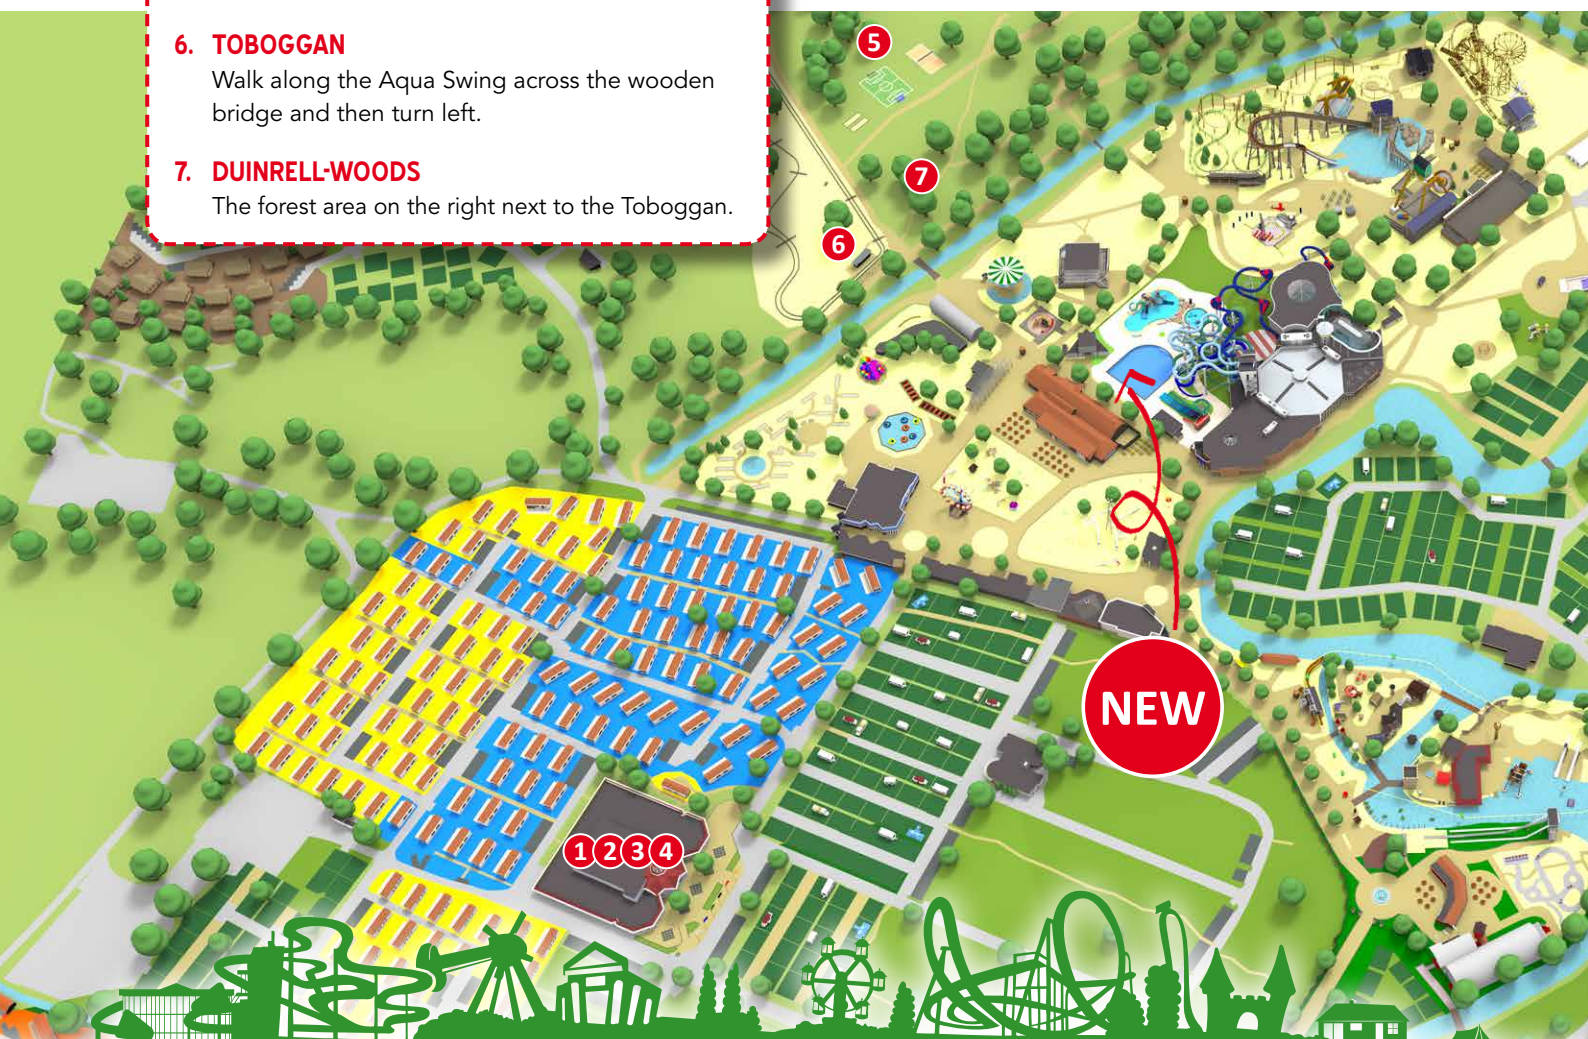 6. TOBOGGAN
Walk along the Aqua Swing across the wooden
bridge and then turn left.
7. DUINRELL-WOODS
The forest area on the right next to the Toboggan.
5
7
6
NEW
1 2 3 4